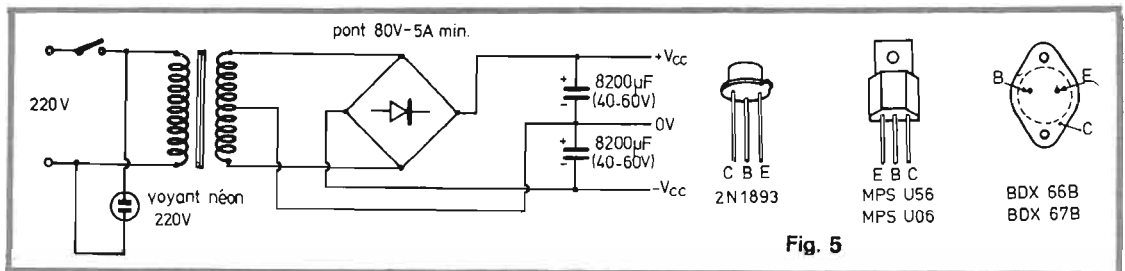 pont 80V-5A min.
220V
voyant néon
220V
+Vcc
8200µF
(40-60V)
0V
8200µF
(40-60V)
-Vcc
+
-
+
-
C B E
2N1893
E B C
MPS U56
MPS U06
B
E
C
BDX 66B
BDX 67B
Fig. 5